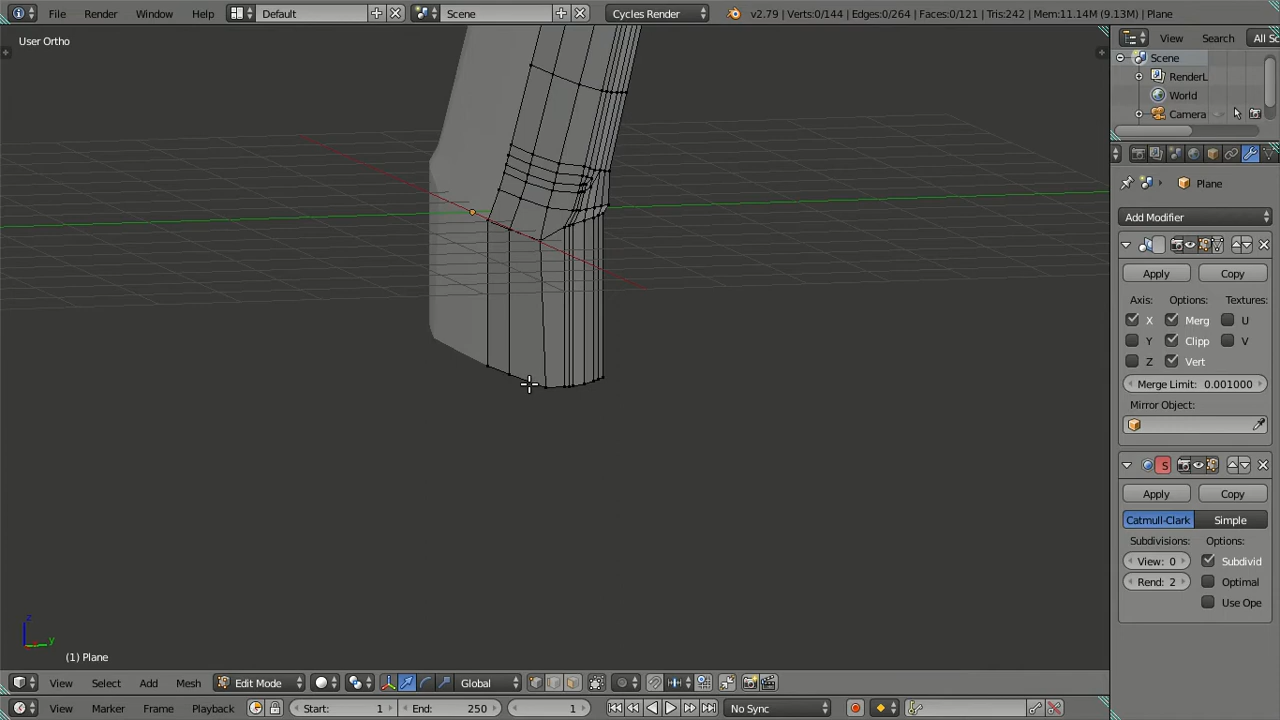 File Render Window Help Default Scene Cycles Render v2.79 | Verts:0/144 | Edges:0/264 | Faces:0/121 | Tris:242 | Mem:11.14M (9.13M) | Plane
User Ortho
View Search All Sc
Scene
RenderL
World
Camera
Plane
Add Modifier
Apply Copy
Axis: Options: Textures:
X Merg U
Y Clipp V
Z Vert
Merge Limit: 0.001000
Mirror Object:
S
Apply Copy
Catmull-Clark Simple
Subdivisions: Options:
View: 0 Subdivid
Rend: 2 Optimal
Use Ope
z
y
(1) Plane
View Select Add Mesh Edit Mode Global
View Marker Frame Playback Start: 1 End: 250 1 No Sync